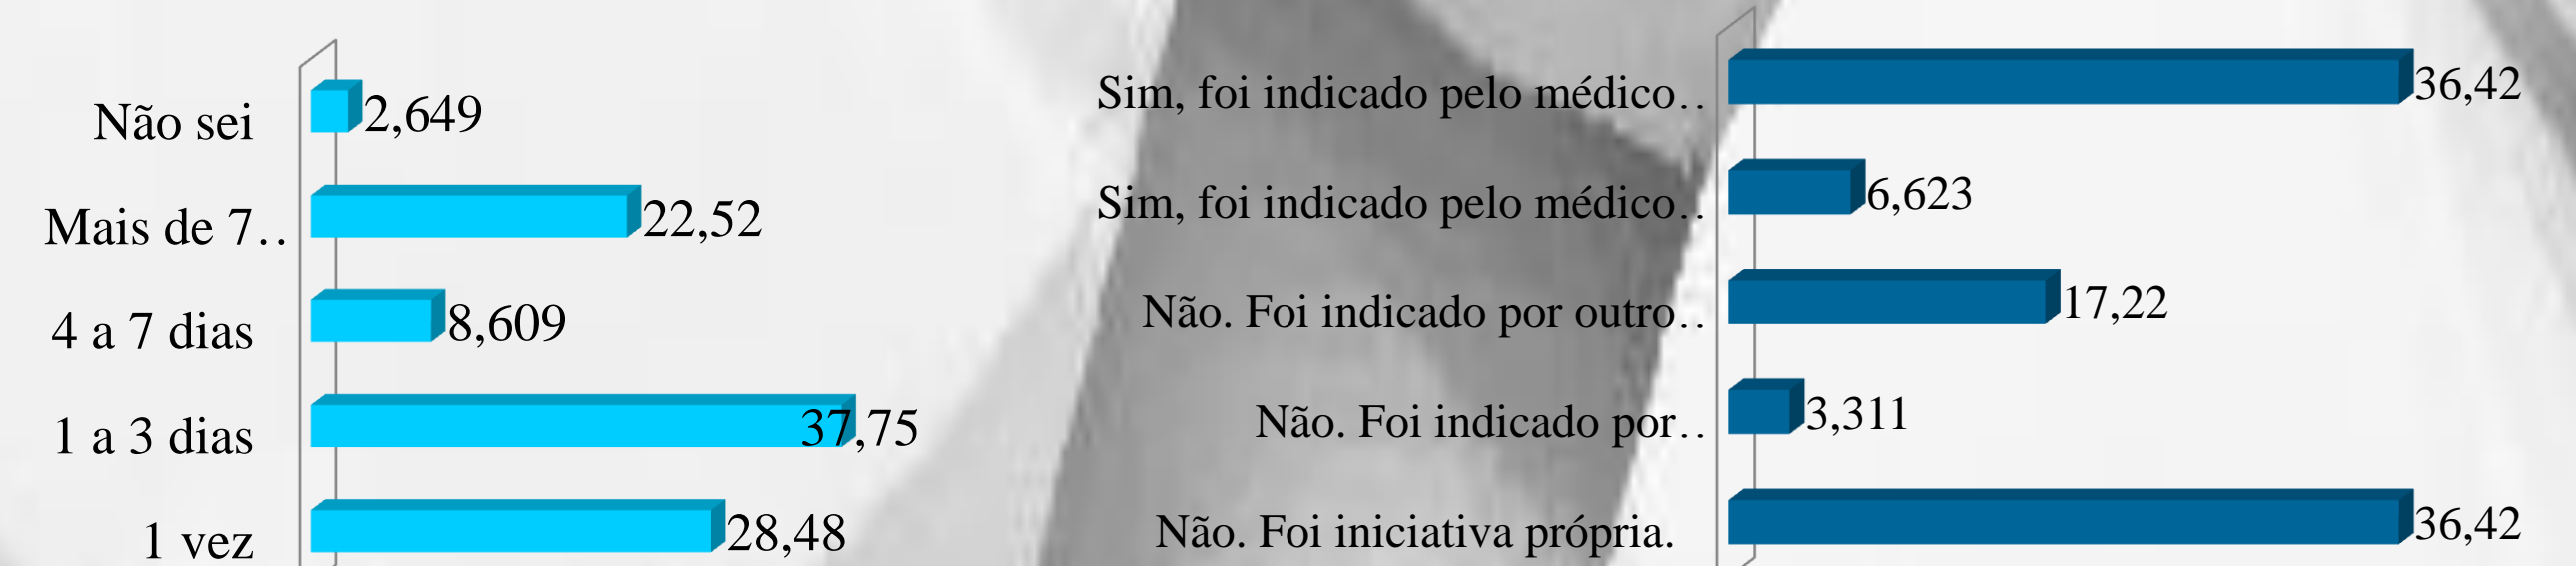 Não sei
2,649
Mais de 7..
22,52
4 a 7 dias
8,609
1 a 3 dias
37,75
1 vez
28,48
Sim, foi indicado pelo médico..
36,42
Sim, foi indicado pelo médico..
6,623
Não. Foi indicado por outro..
17,22
Não. Foi indicado por..
3,311
Não. Foi iniciativa própria.
36,42